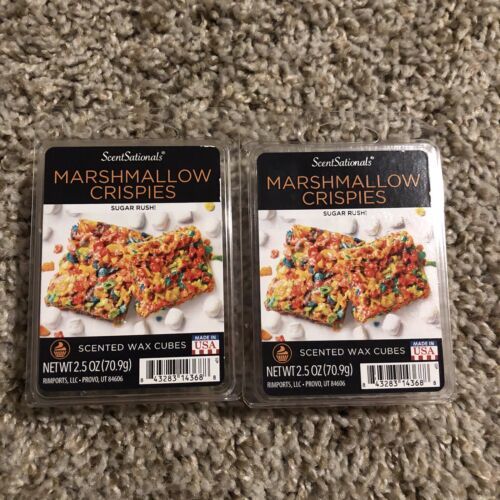 ScentSationals®
MARSHMALLOW
CRISPIES
SUGAR RUSH!
MADE IN
USA
SCENTED WAX CUBES
NET WT 2.5 OZ (70.9g)
RIMPORTS, LLC • PROVO, UT 84606
8 43283 14368 8
ScentSationals®
MARSHMALLOW
CRISPIES
SUGAR RUSH!
MADE IN
USA
SCENTED WAX CUBES
NET WT 2.5 OZ (70.9g)
RIMPORTS, LLC • PROVO, UT 84606
8 43283 14368 8